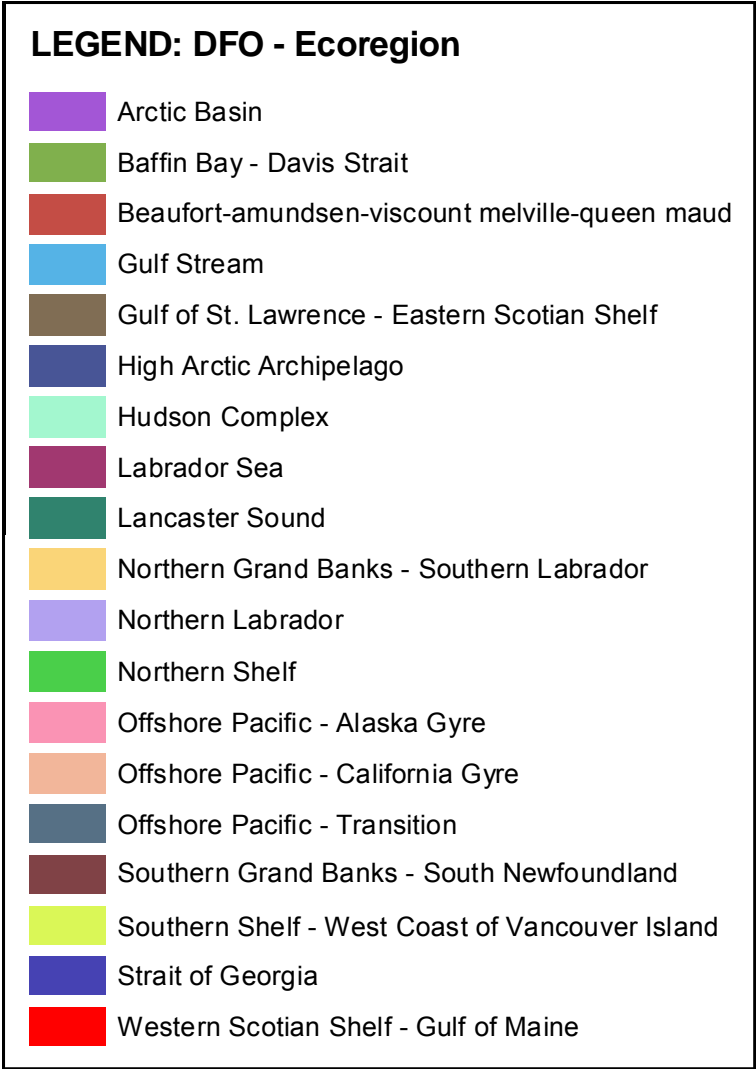 LEGEND: DFO - Ecoregion
Arctic Basin
Baffin Bay - Davis Strait
Beaufort-amundsen-viscount melville-queen maud
Gulf Stream
Gulf of St. Lawrence - Eastern Scotian Shelf
High Arctic Archipelago
Hudson Complex
Labrador Sea
Lancaster Sound
Northern Grand Banks - Southern Labrador
Northern Labrador
Northern Shelf
Offshore Pacific - Alaska Gyre
Offshore Pacific - California Gyre
Offshore Pacific - Transition
Southern Grand Banks - South Newfoundland
Southern Shelf - West Coast of Vancouver Island
Strait of Georgia
Western Scotian Shelf - Gulf of Maine